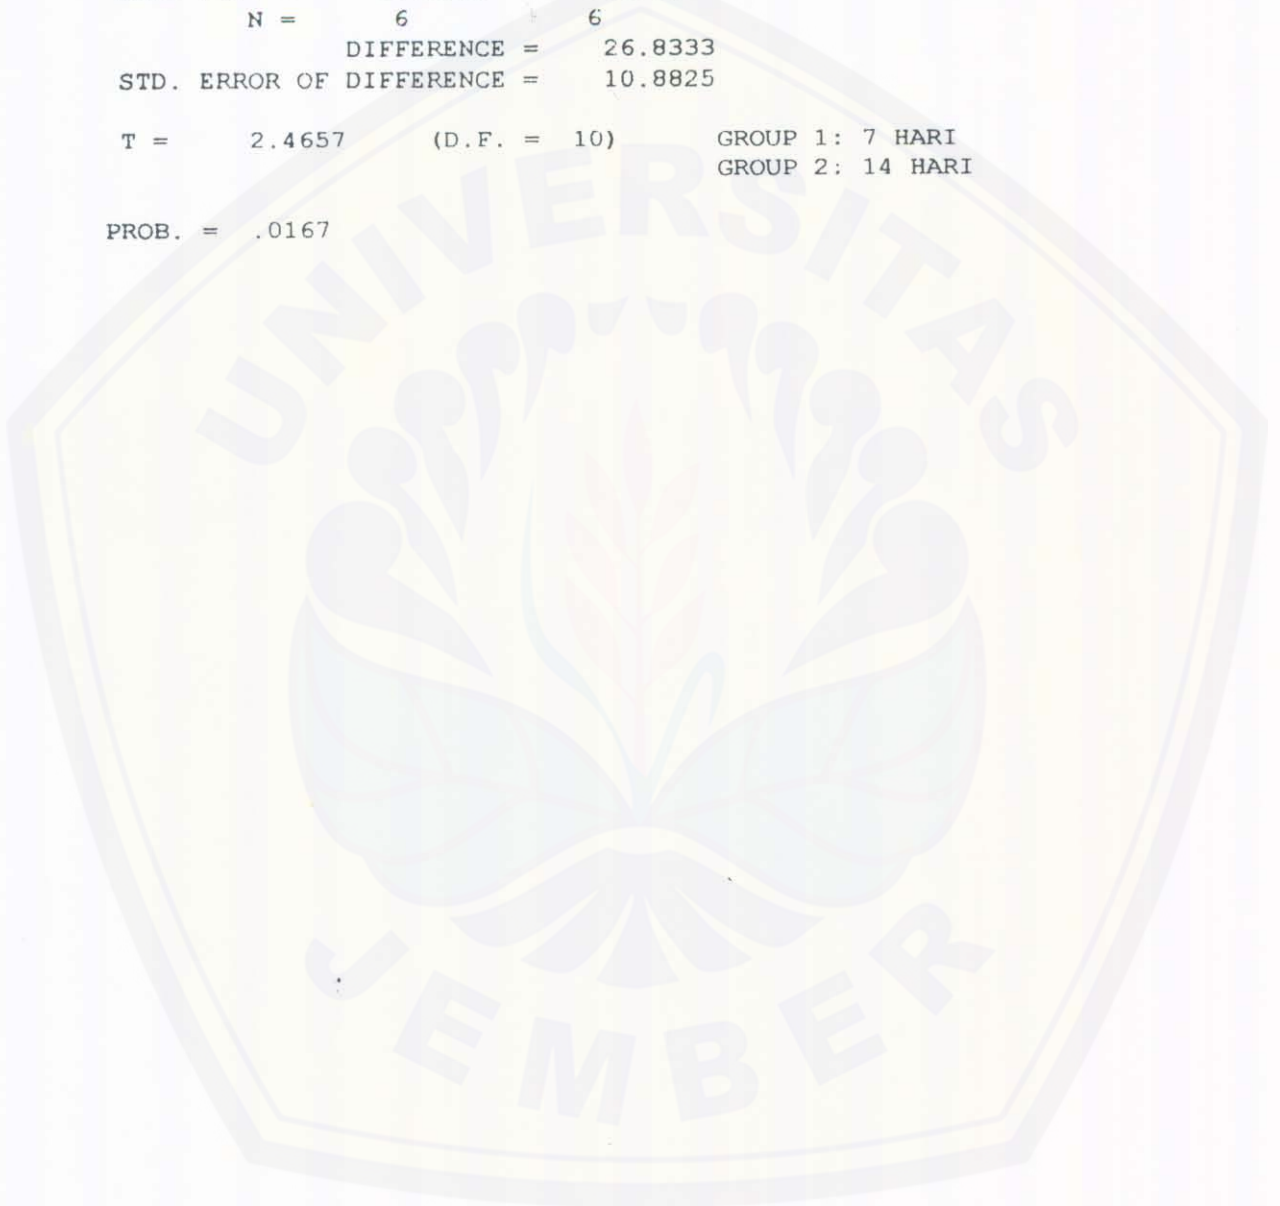 N = 6 6
DIFFERENCE = 26.8333
STD. ERROR OF DIFFERENCE = 10.8825
T = 2.4657 (D.F. = 10) GROUP 1: 7 HARI
GROUP 2: 14 HARI
PROB. = .0167
UNIVERSITAS
JEMBER